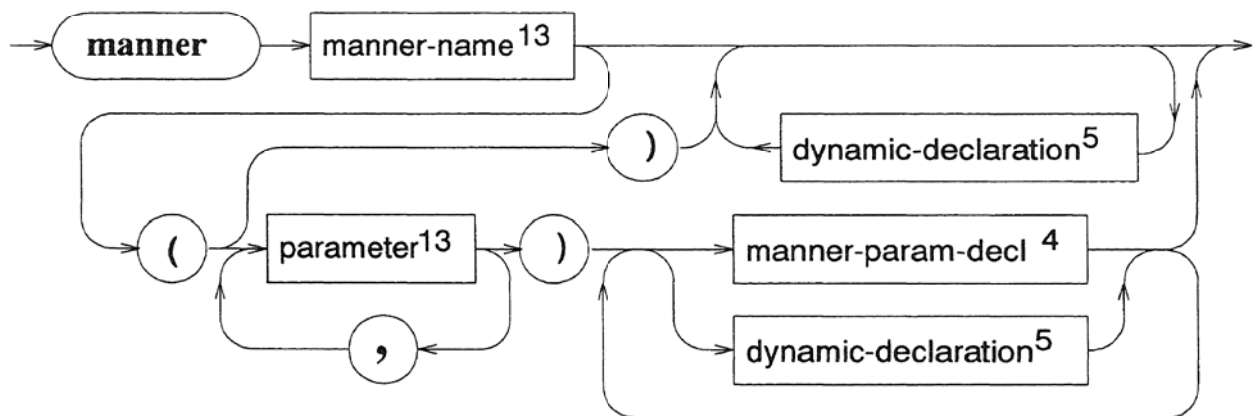 manner manner-name13
) dynamic-declaration5
( parameter13 ) manner-param-decl 4
, dynamic-declaration5